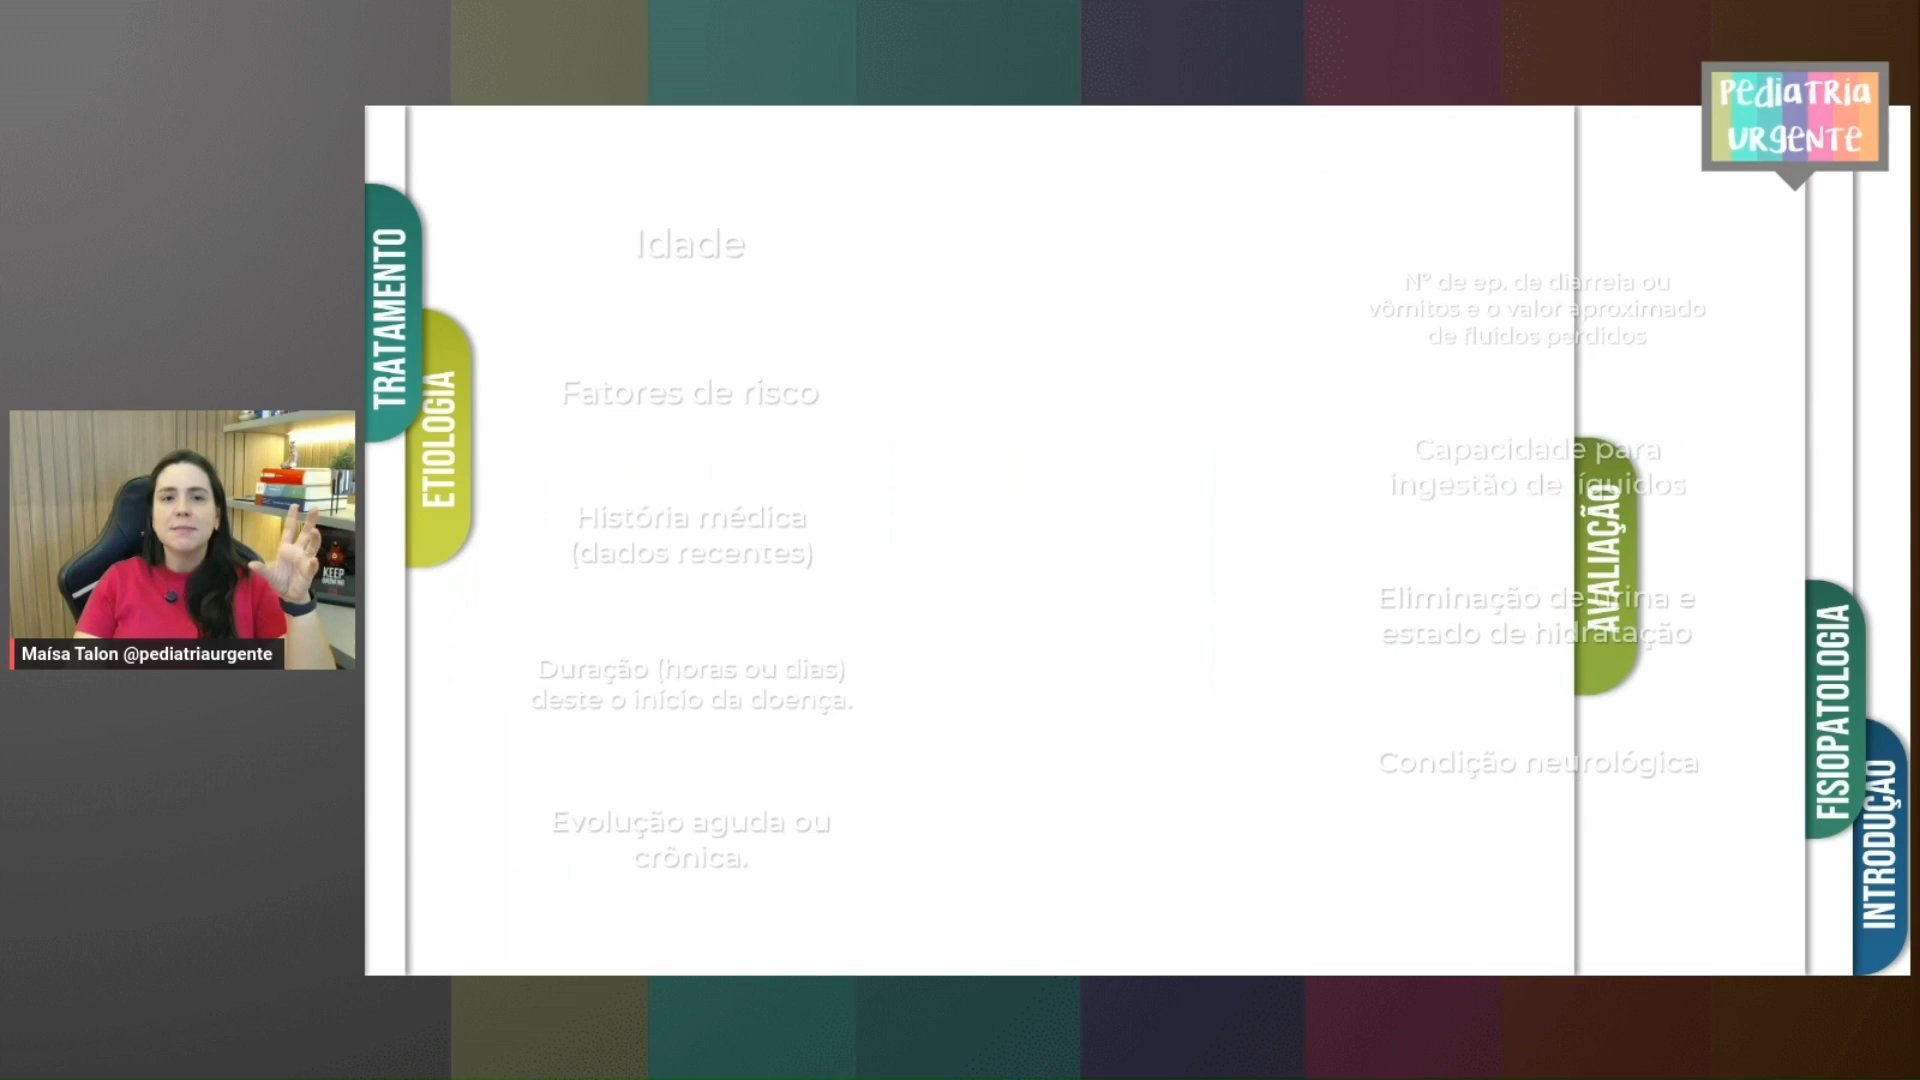 PEDIATRIA
URGENTE
TRATAMENTO
ETIOLOGIA
Idade
Fatores de risco
História médica
(dados recentes)
Duração (horas ou dias)
deste o início da doença.
Evolução aguda ou
crônica.
Nº de ep. de diarreia ou
vômitos e o valor aproximado
de fluidos perdidos
Capacidade para
ingestão de líquidos
Eliminação de urina e
estado de hidratação
Condição neurológica
AVALIAÇÃO
FISIOPATOLOGIA
INTRODUÇÃO
KEEP
Maísa Talon @pediatriaurgente